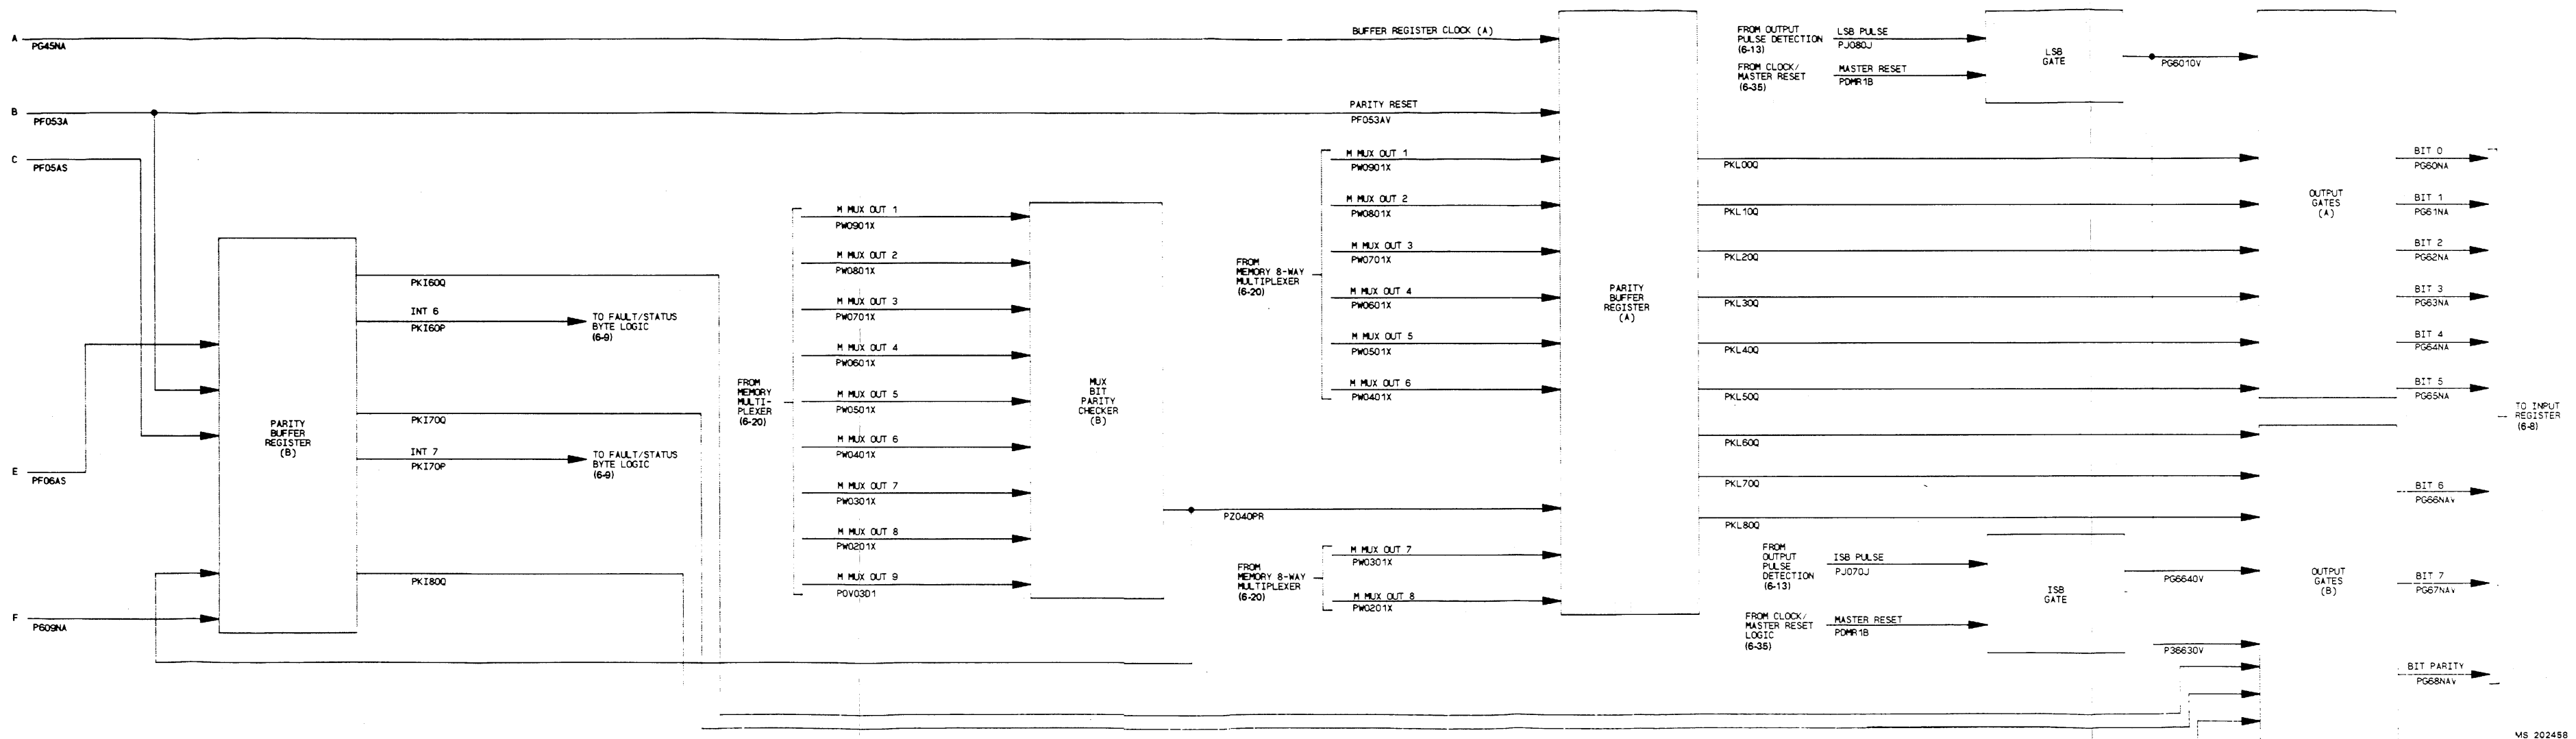 A
PG45NA
B
PF053A
C
PF05AS
E
PF06AS
F
P609NA
PARITY
BUFFER
REGISTER
(B)
PKI60Q
INT 6
PKI60P
TO FAULT/STATUS
BYTE LOGIC
(6-9)
PKI70Q
INT 7
PKI70P
TO FAULT/STATUS
BYTE LOGIC
(6-9)
PKI80Q
FROM
MEMORY
MULTI-
PLEXER
(6-20)
M MUX OUT 1
PW0901X
M MUX OUT 2
PW0801X
M MUX OUT 3
PW0701X
M MUX OUT 4
PW0601X
M MUX OUT 5
PW0501X
M MUX OUT 6
PW0401X
M MUX OUT 7
PW0301X
M MUX OUT 8
PW0201X
M MUX OUT 9
POV0301
MUX
BIT
PARITY
CHECKER
(B)
PZ040PR
BUFFER REGISTER CLOCK (A)
PARITY RESET
PF053AV
FROM
MEMORY 8-WAY
MULTIPLEXER
(6-20)
M MUX OUT 1
PW0901X
M MUX OUT 2
PW0801X
M MUX OUT 3
PW0701X
M MUX OUT 4
PW0601X
M MUX OUT 5
PW0501X
M MUX OUT 6
PW0401X
FROM
MEMORY 8-WAY
MULTIPLEXER
(6-20)
M MUX OUT 7
PW0301X
M MUX OUT 8
PW0201X
PARITY
BUFFER
REGISTER
(A)
PKL00Q
PKL10Q
PKL20Q
PKL30Q
PKL40Q
PKL50Q
PKL60Q
PKL70Q
PKL80Q
FROM OUTPUT
PULSE DETECTION
(6-13)
LSB PULSE
PJ080J
FROM CLOCK/
MASTER RESET
(6-35)
MASTER RESET
PDMR1B
LSB
GATE
PG6010V
FROM
OUTPUT
PULSE
DETECTION
(6-13)
ISB PULSE
PJ070J
FROM CLOCK/
MASTER RESET
LOGIC
(6-35)
MASTER RESET
PDMR1B
ISB
GATE
PG6640V
P36630V
OUTPUT
GATES
(A)
BIT 0
PG60NA
BIT 1
PG61NA
BIT 2
PG62NA
BIT 3
PG63NA
BIT 4
PG64NA
BIT 5
PG65NA
TO INPUT
REGISTER
(6-8)
OUTPUT
GATES
(B)
BIT 6
PG66NAV
BIT 7
PG67NAV
BIT PARITY
PG68NAV
MS 202458